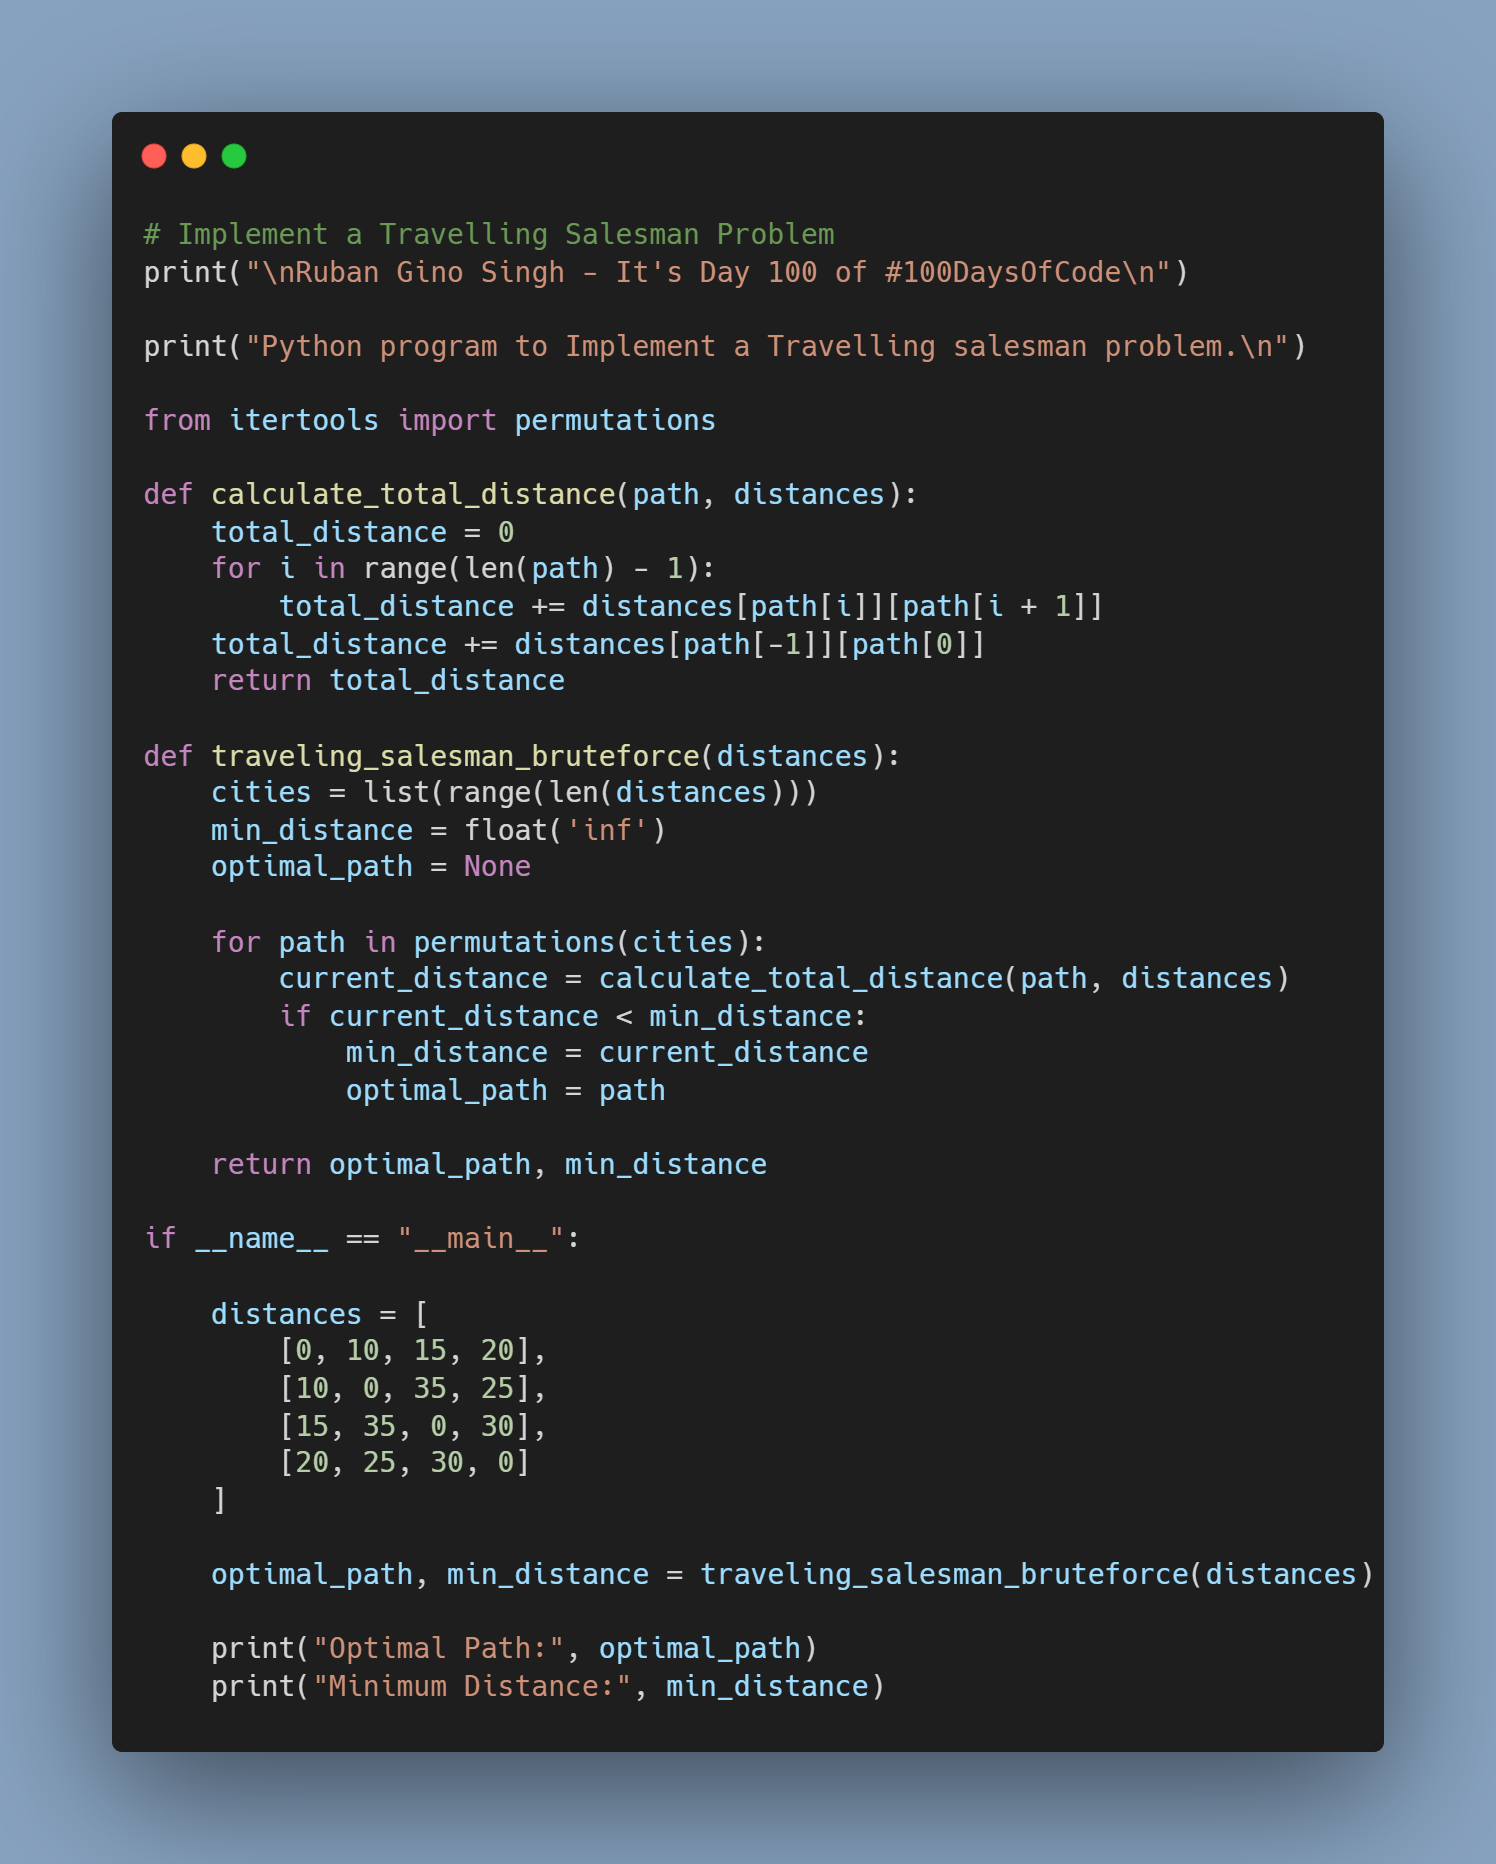 # Implement a Travelling Salesman Problem
print("\nRuban Gino Singh - It's Day 100 of #100DaysOfCode\n")

print("Python program to Implement a Travelling salesman problem.\n")

from itertools import permutations

def calculate_total_distance(path, distances):
    total_distance = 0
    for i in range(len(path) - 1):
        total_distance += distances[path[i]][path[i + 1]]
    total_distance += distances[path[-1]][path[0]]
    return total_distance

def traveling_salesman_bruteforce(distances):
    cities = list(range(len(distances)))
    min_distance = float('inf')
    optimal_path = None

    for path in permutations(cities):
        current_distance = calculate_total_distance(path, distances)
        if current_distance < min_distance:
            min_distance = current_distance
            optimal_path = path

    return optimal_path, min_distance

if __name__ == "__main__":

    distances = [
        [0, 10, 15, 20],
        [10, 0, 35, 25],
        [15, 35, 0, 30],
        [20, 25, 30, 0]
    ]

    optimal_path, min_distance = traveling_salesman_bruteforce(distances)

    print("Optimal Path:", optimal_path)
    print("Minimum Distance:", min_distance)